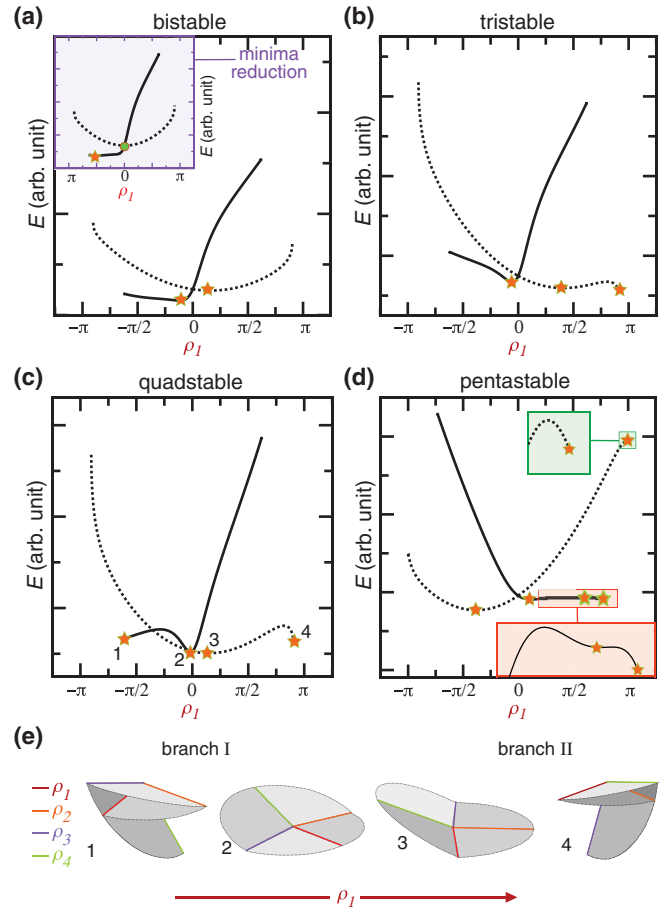 (a) bistable
minima
reduction
E (arb. unit)
π 0 π
ρ1
E (arb. unit)
−π −π/2 0 π/2 π
ρ1
(b) tristable
E (arb. unit)
−π −π/2 0 π/2 π
ρ1
(c) quadstable
E (arb. unit)
1 2 3 4
−π −π/2 0 π/2 π
ρ1
(d) pentastable
E (arb. unit)
−π −π/2 0 π/2 π
ρ1
(e)
branch I branch II
ρ1
ρ2
ρ3
ρ4
1 2 3 4
ρ1